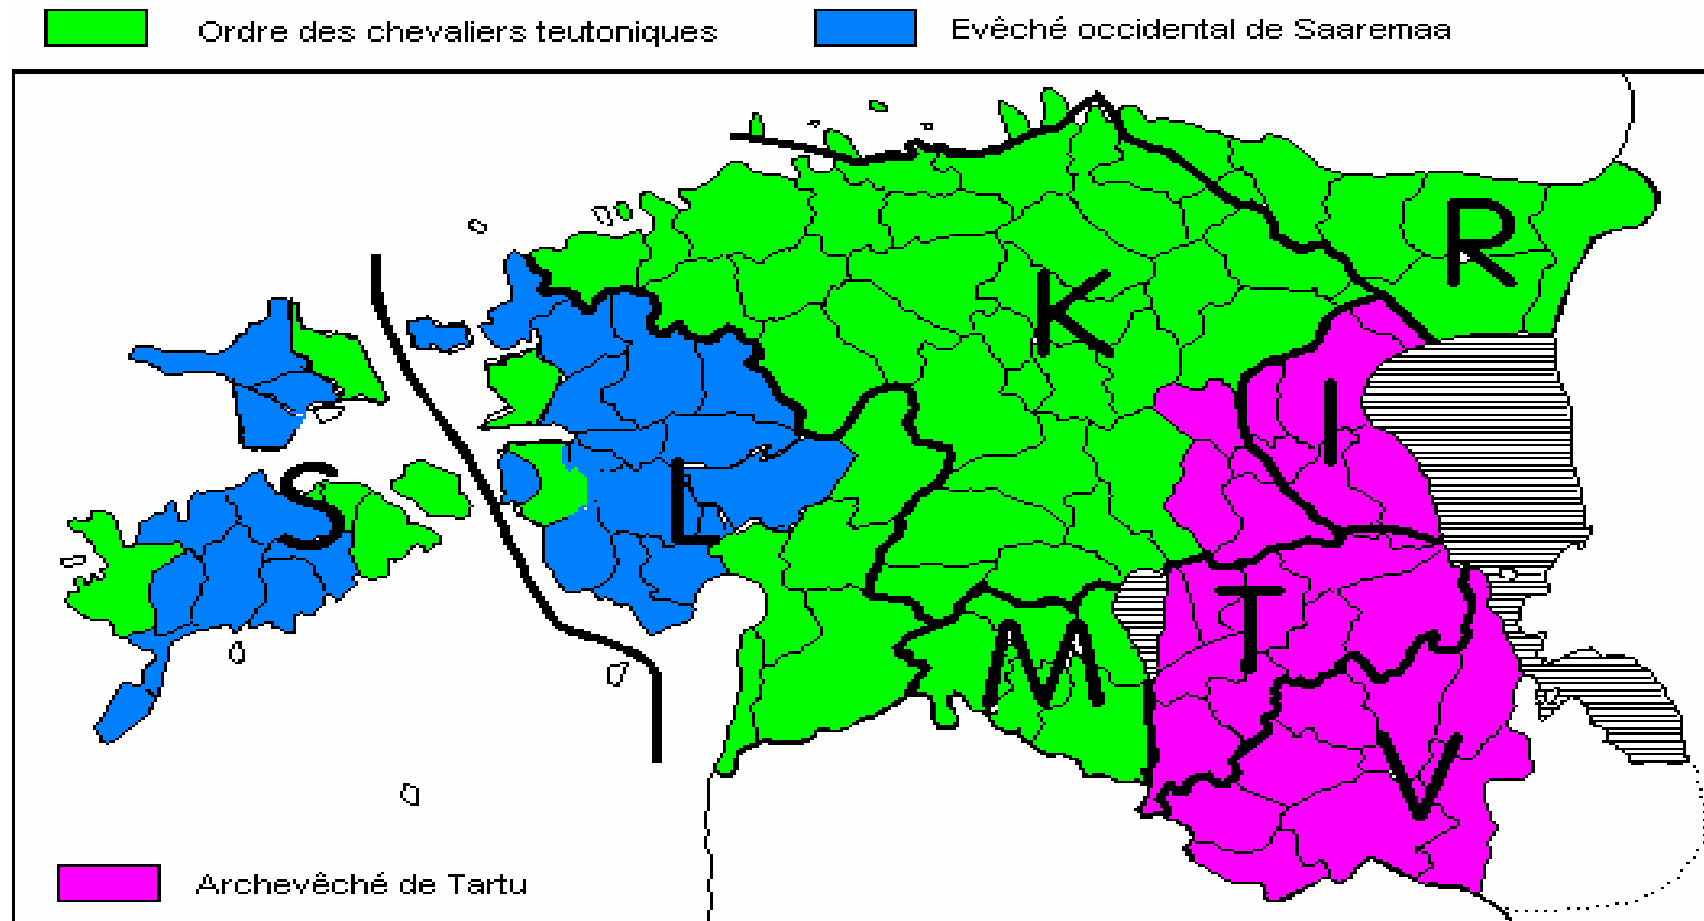 Ordre des chevaliers teutoniques
Evêché occidental de Saaremaa
R
K
I
S
L
T
M
V
Archevêché de Tartu